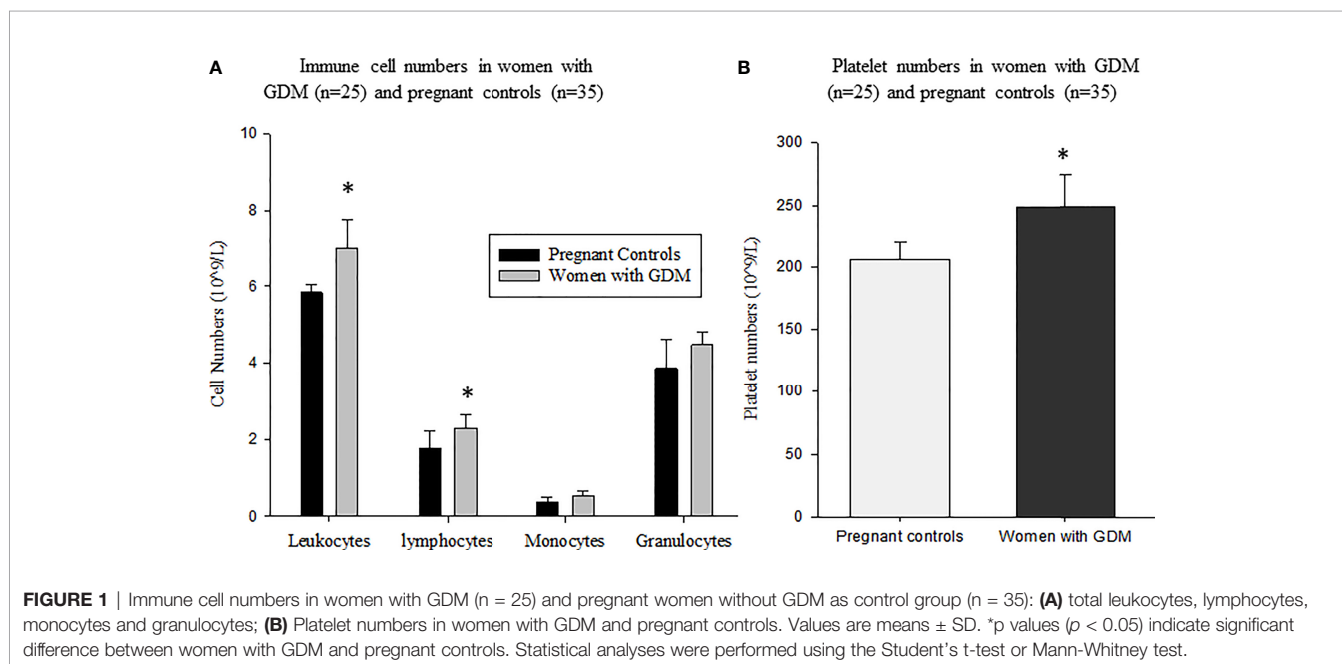 A
Immune cell numbers in women with
GDM (n=25) and pregnant controls (n=35)
Cell Numbers (10^9/L)
10
8
6
4
2
0
*
*
Pregnant Controls
Women with GDM
Leukocytes lymphocytes Monocytes Granulocytes
B
Platelet numbers in women with GDM
(n=25) and pregnant controls (n=35)
Platelet numbers (10^9/L)
300
250
200
150
100
50
0
*
Pregnant controls Women with GDM
FIGURE 1 | Immune cell numbers in women with GDM (n = 25) and pregnant women without GDM as control group (n = 35): (A) total leukocytes, lymphocytes,
monocytes and granulocytes; (B) Platelet numbers in women with GDM and pregnant controls. Values are means ± SD. *p values (p < 0.05) indicate significant
difference between women with GDM and pregnant controls. Statistical analyses were performed using the Student's t-test or Mann-Whitney test.